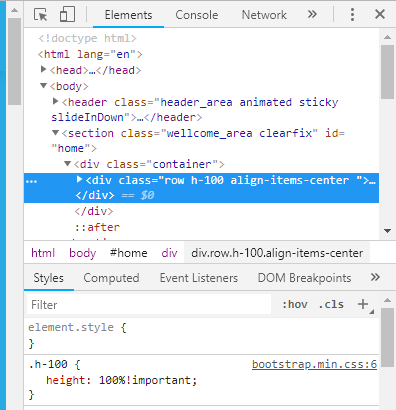 Elements Console Network »
<!doctype html>
<html lang="en">
<head>…</head>
<body>
<header class="header_area animated sticky
slideInDown">…</header>
<section class="wellcome_area clearfix" id=
"home">
<div class="container">
… <div class="row h-100 align-items-center ">…
</div> == $0
</div>
::after
html body #home div div.row.h-100.align-items-center
Styles Computed Event Listeners DOM Breakpoints »
Filter :hov .cls +
element.style {
}
.h-100 { bootstrap.min.css:6
height: 100%!important;
}